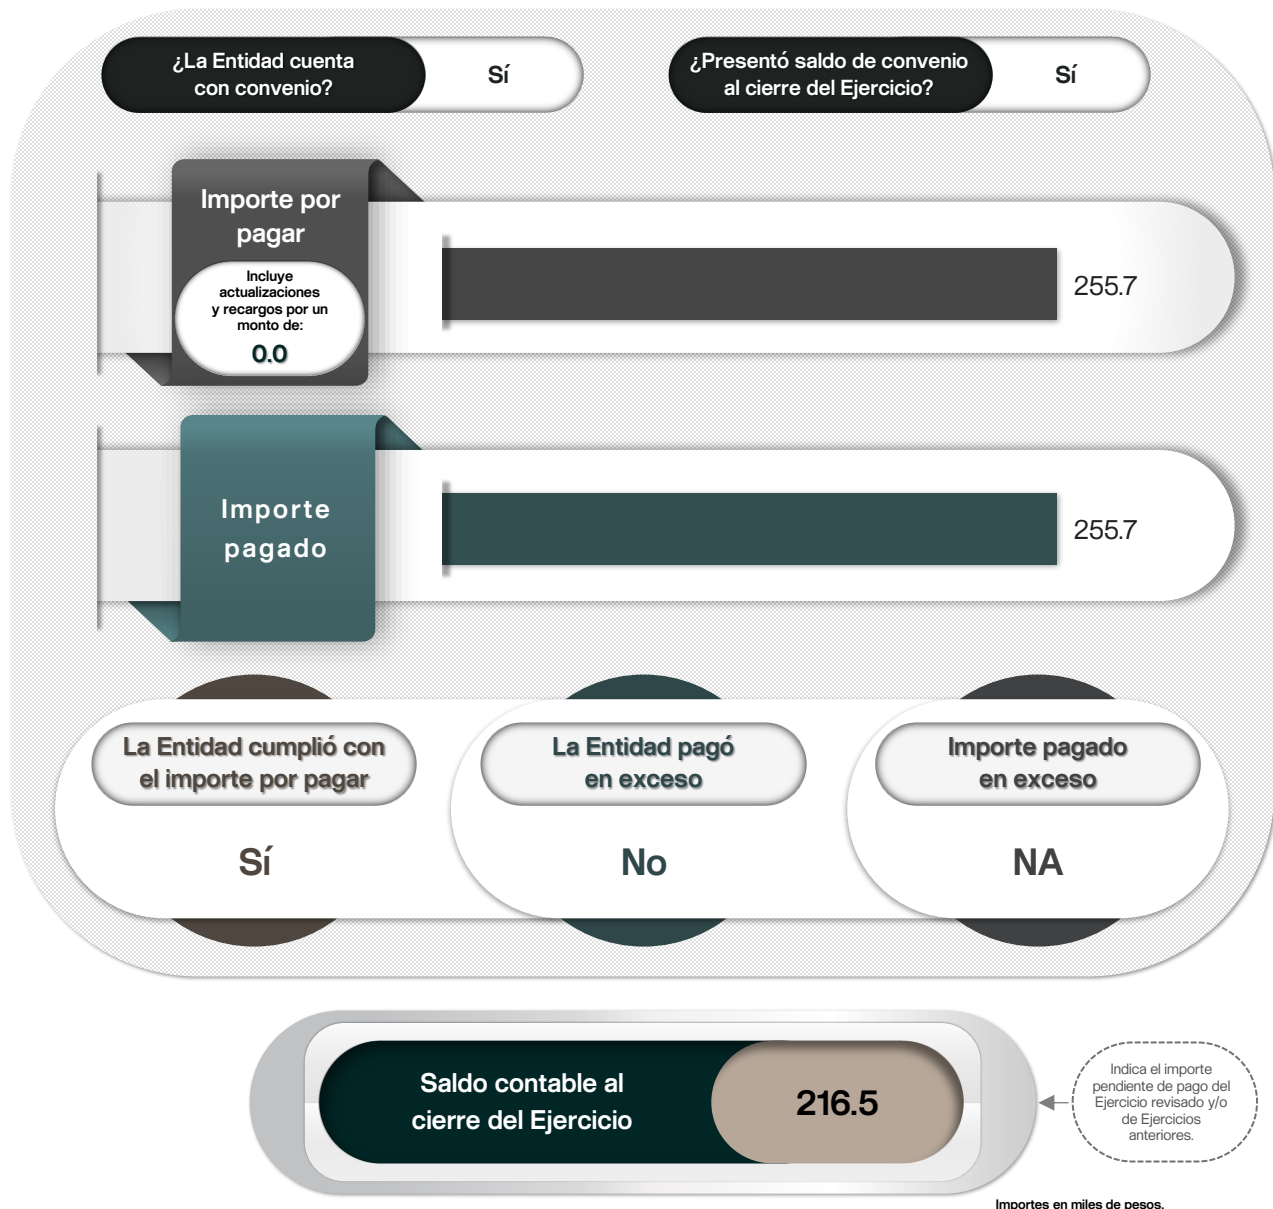 ¿La Entidad cuenta
con convenio?
Sí
¿Presentó saldo de convenio
al cierre del Ejercicio?
Sí
Importe por
pagar
Incluye
actualizaciones
y recargos por un
monto de:
0.0
255.7
Importe
pagado
255.7
La Entidad cumplió con
el importe por pagar
Sí
La Entidad pagó
en exceso
No
Importe pagado
en exceso
NA
Saldo contable al
cierre del Ejercicio
216.5
Indica el importe
pendiente de pago del
Ejercicio revisado y/o
de Ejercicios
anteriores.
Importes en miles de pesos.